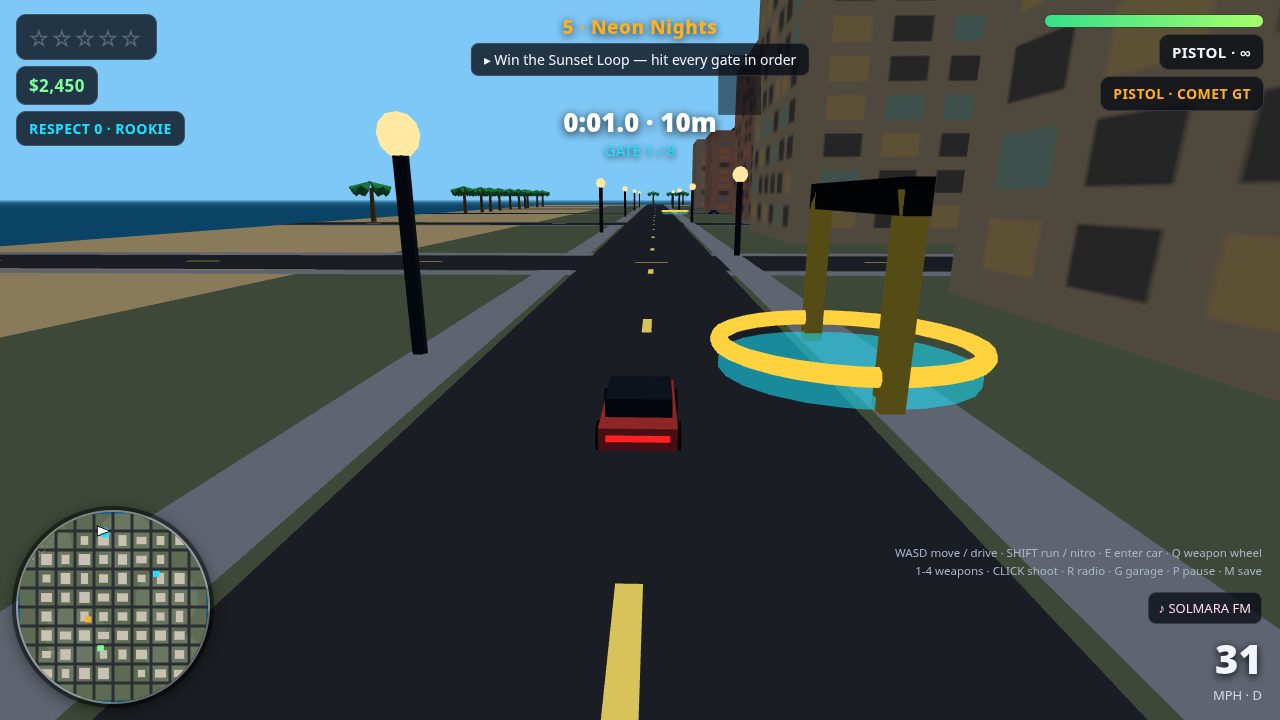 5 · Neon Nights
▸ Win the Sunset Loop — hit every gate in order
$2,450
RESPECT 0 · ROOKIE
0:01.0 · 10m
GATE 1 / 8
PISTOL · ∞
PISTOL · COMET GT
WASD move / drive · SHIFT run / nitro · E enter car · Q weapon wheel
1-4 weapons · CLICK shoot · R radio · G garage · P pause · M save
♪ SOLMARA FM
31
MPH · D